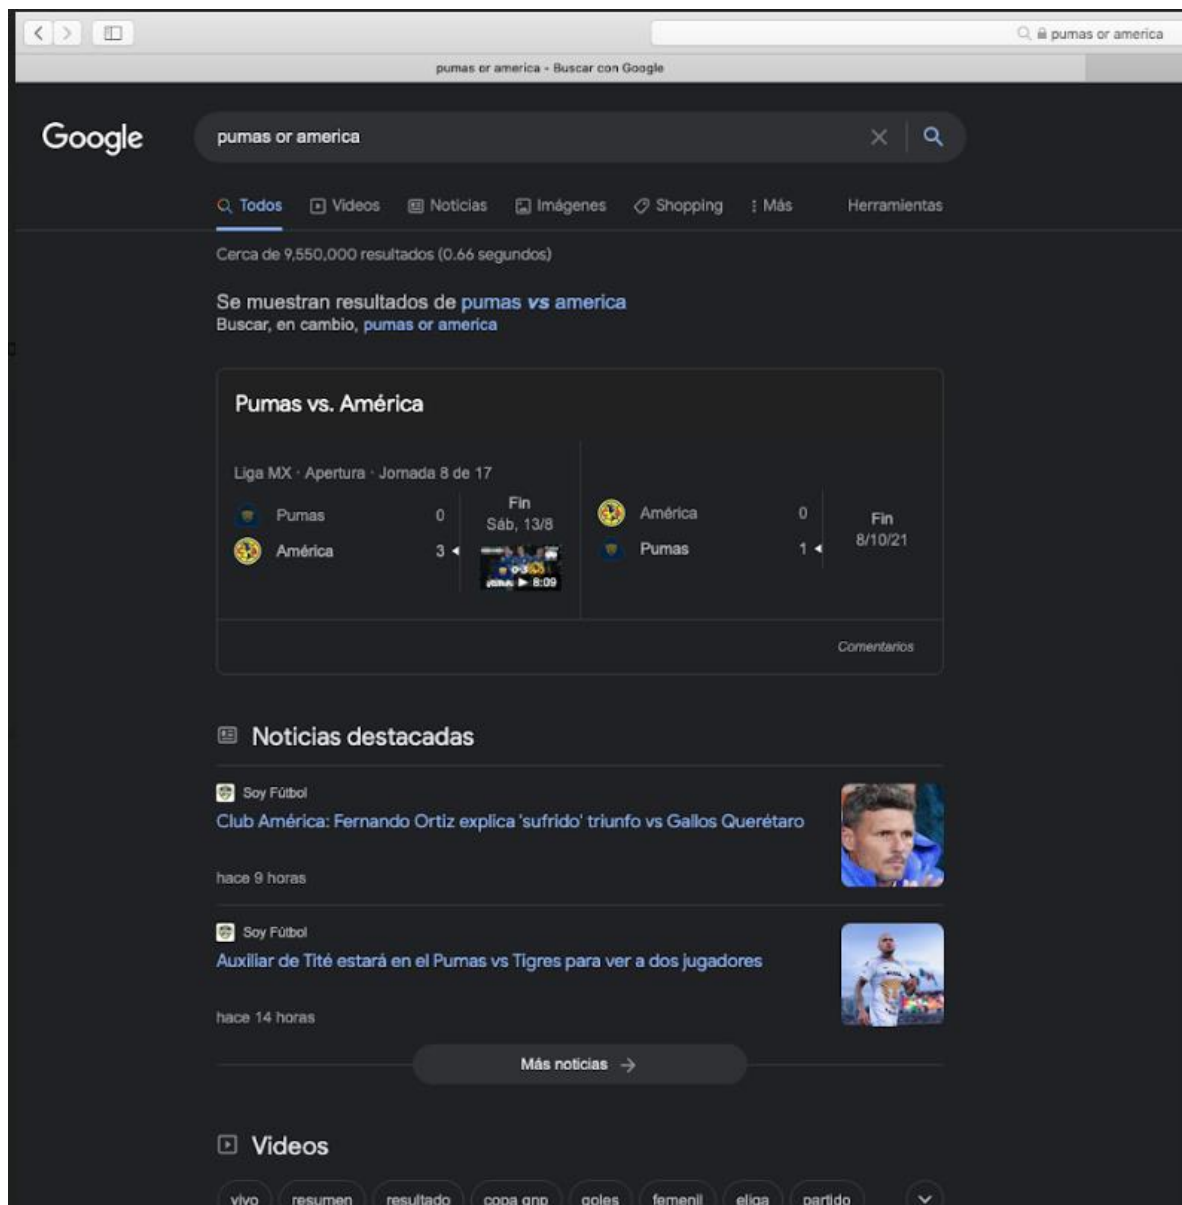 pumas or america
pumas or america - Buscar con Google
Google
pumas or america
Todos Videos Noticias Imágenes Shopping Más Herramientas
Cerca de 9,550,000 resultados (0.66 segundos)
Se muestran resultados de pumas vs america
Buscar, en cambio, pumas or america
Pumas vs. América
Liga MX · Apertura · Jornada 8 de 17
Pumas 0
América 3
Fin
Sáb, 13/8
0-3
8:09
América 0
Pumas 1
Fin
8/10/21
Comentarios
Noticias destacadas
Soy Fútbol
Club América: Fernando Ortiz explica 'sufrido' triunfo vs Gallos Querétaro
hace 9 horas
Soy Fútbol
Auxiliar de Tité estará en el Pumas vs Tigres para ver a dos jugadores
hace 14 horas
Más noticias →
Videos
vivo resumen resultado copa gnp goles femenil eliga partido